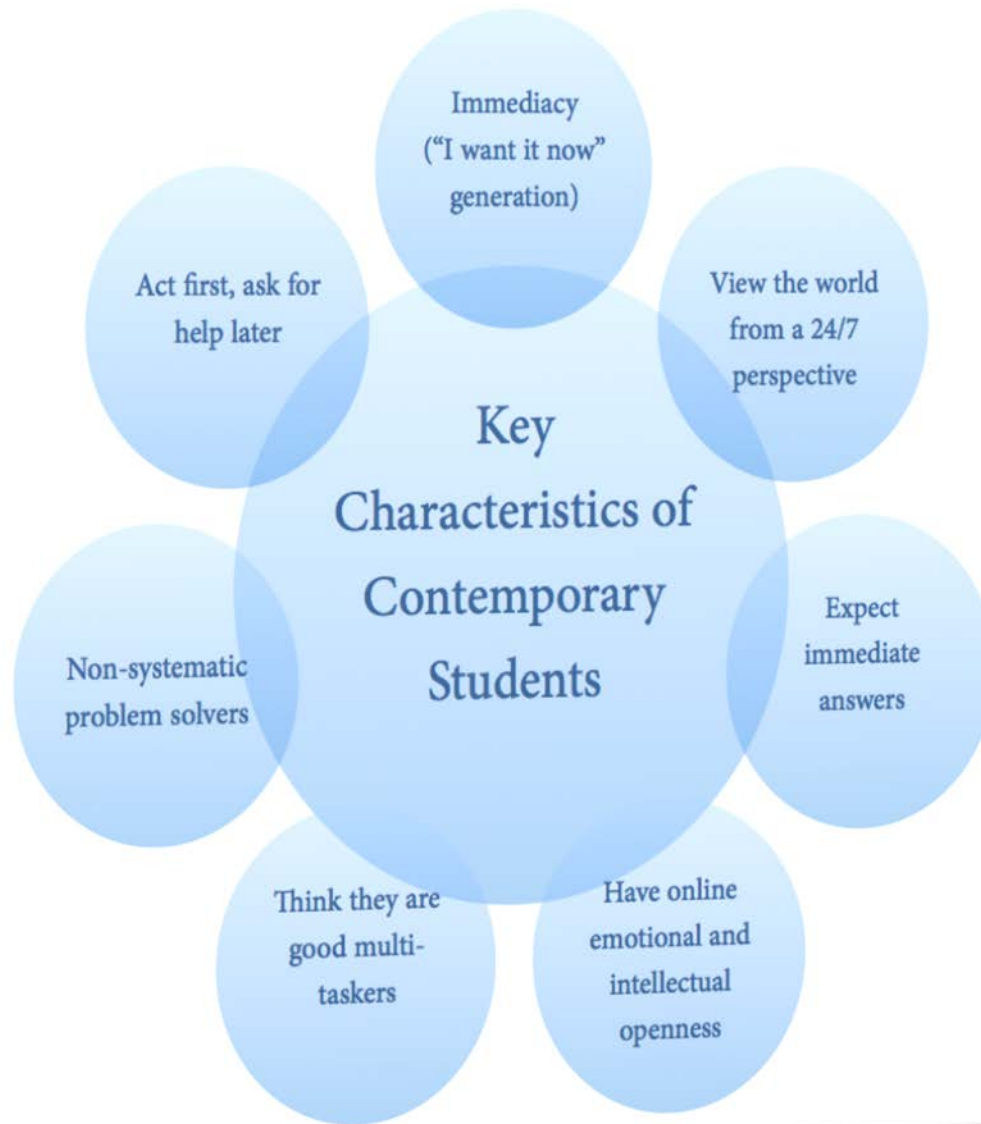 Immediacy
("I want it now"
generation)
View the world
from a 24/7
perspective
Expect
immediate
answers
Have online
emotional and
intellectual
openness
Think they are
good multi-
taskers
Non-systematic
problem solvers
Act first, ask for
help later
Key
Characteristics of
Contemporary
Students